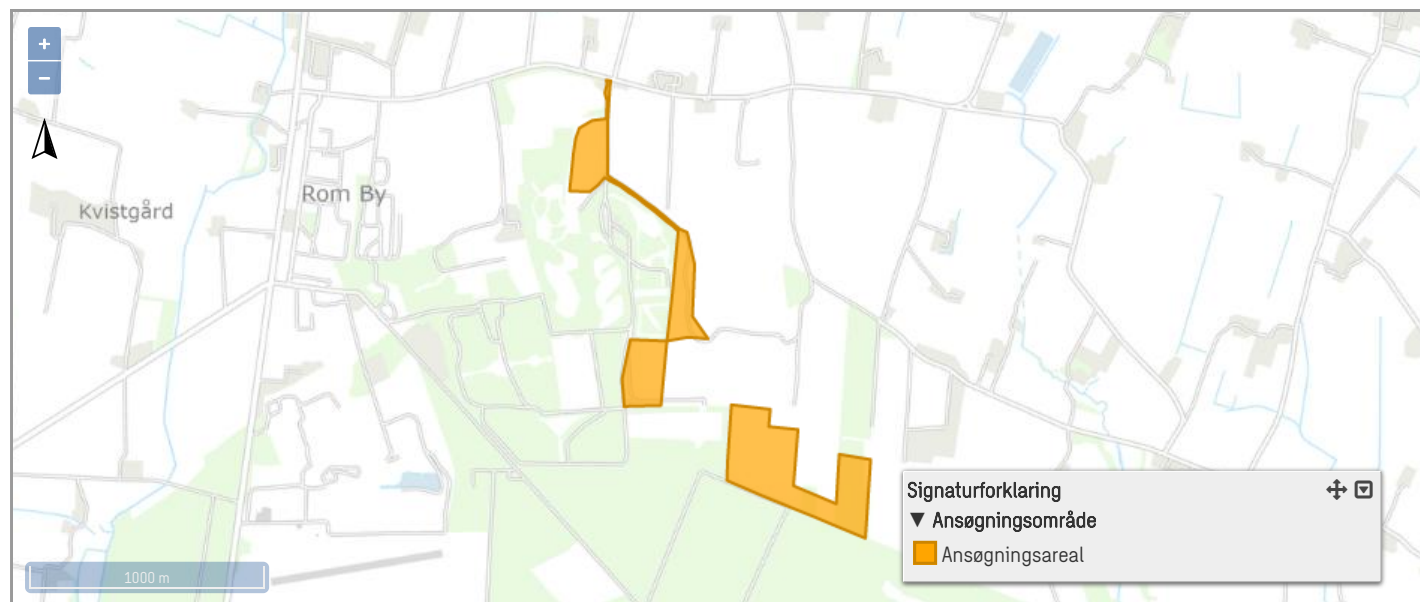 +
−
Rom By
Kvistgård
Signaturforklaring
▼ Ansøgningsområde
Ansøgningsareal
1000 m